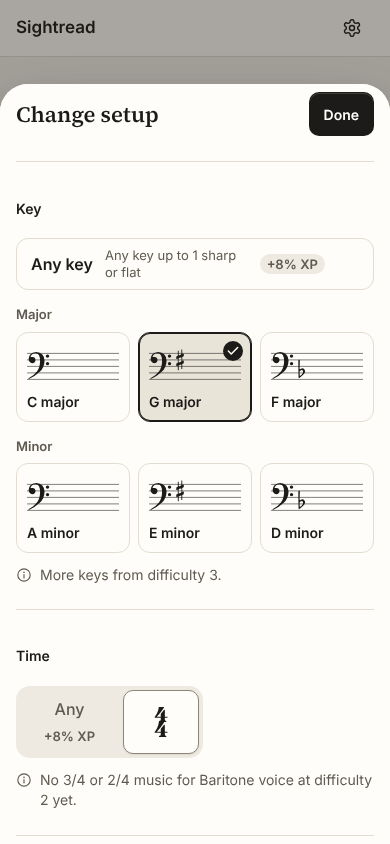 Sightread
Change setup
Done
Key
Any key
Any key up to 1 sharp
or flat
+8% XP
Major
C major
G major
F major
Minor
A minor
E minor
D minor
More keys from difficulty 3.
Time
Any
+8% XP
4
4
No 3/4 or 2/4 music for Baritone voice at difficulty
2 yet.